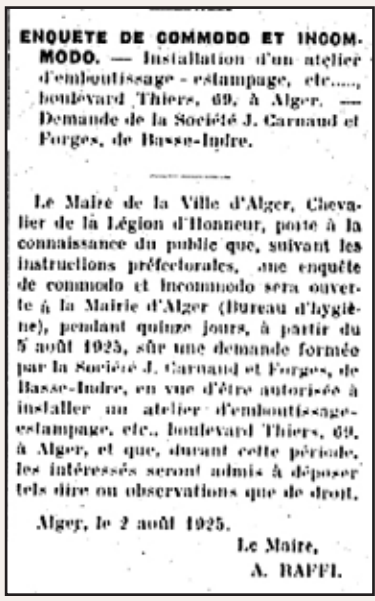 ENQUETE DE COMMODO ET INCOM-
MODO. — Installation d'un atelier
d'emboutissage - estampage, etc.....,
boulevard Thiers, 69, à Alger. —
Demande de la Société J. Carnaud et
Forges, de Basse-Indre.
Le Maire de la Ville d'Alger, Cheva-
lier de la Légion d'Honneur, porte à la
connaissance du public que, suivant les
instructions préfectorales, une enquête
de commodo et incommodo sera ouver-
te à la Mairie d'Alger (Bureau d'hygiè-
ne), pendant quinze jours, à partir du
5 août 1925, sur une demande formée
par la Société J. Carnaud et Forges, de
Basse-Indre, en vue d'être autorisée à
installer un atelier d'emboutissage-
estampage, etc., boulevard Thiers, 69,
à Alger, et que, durant cette période,
les intéressés seront admis à déposer
tels dire ou observations que de droit.
Alger, le 2 août 1925.
Le Maire,
A. RAFFI.